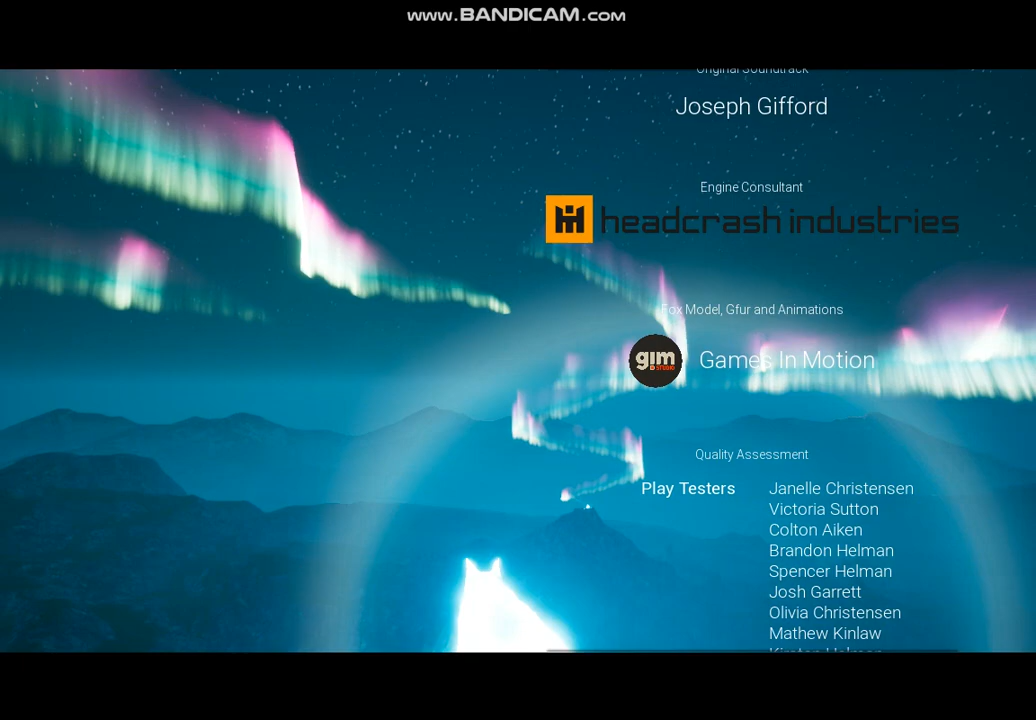 www.BANDICAM.com
Original Soundtrack
Joseph Gifford
Engine Consultant
headcrash industries
Fox Model, Gfur and Animations
gim
D STUDIO
Games In Motion
Quality Assessment
Play Testers
Janelle Christensen
Victoria Sutton
Colton Aiken
Brandon Helman
Spencer Helman
Josh Garrett
Olivia Christensen
Mathew Kinlaw